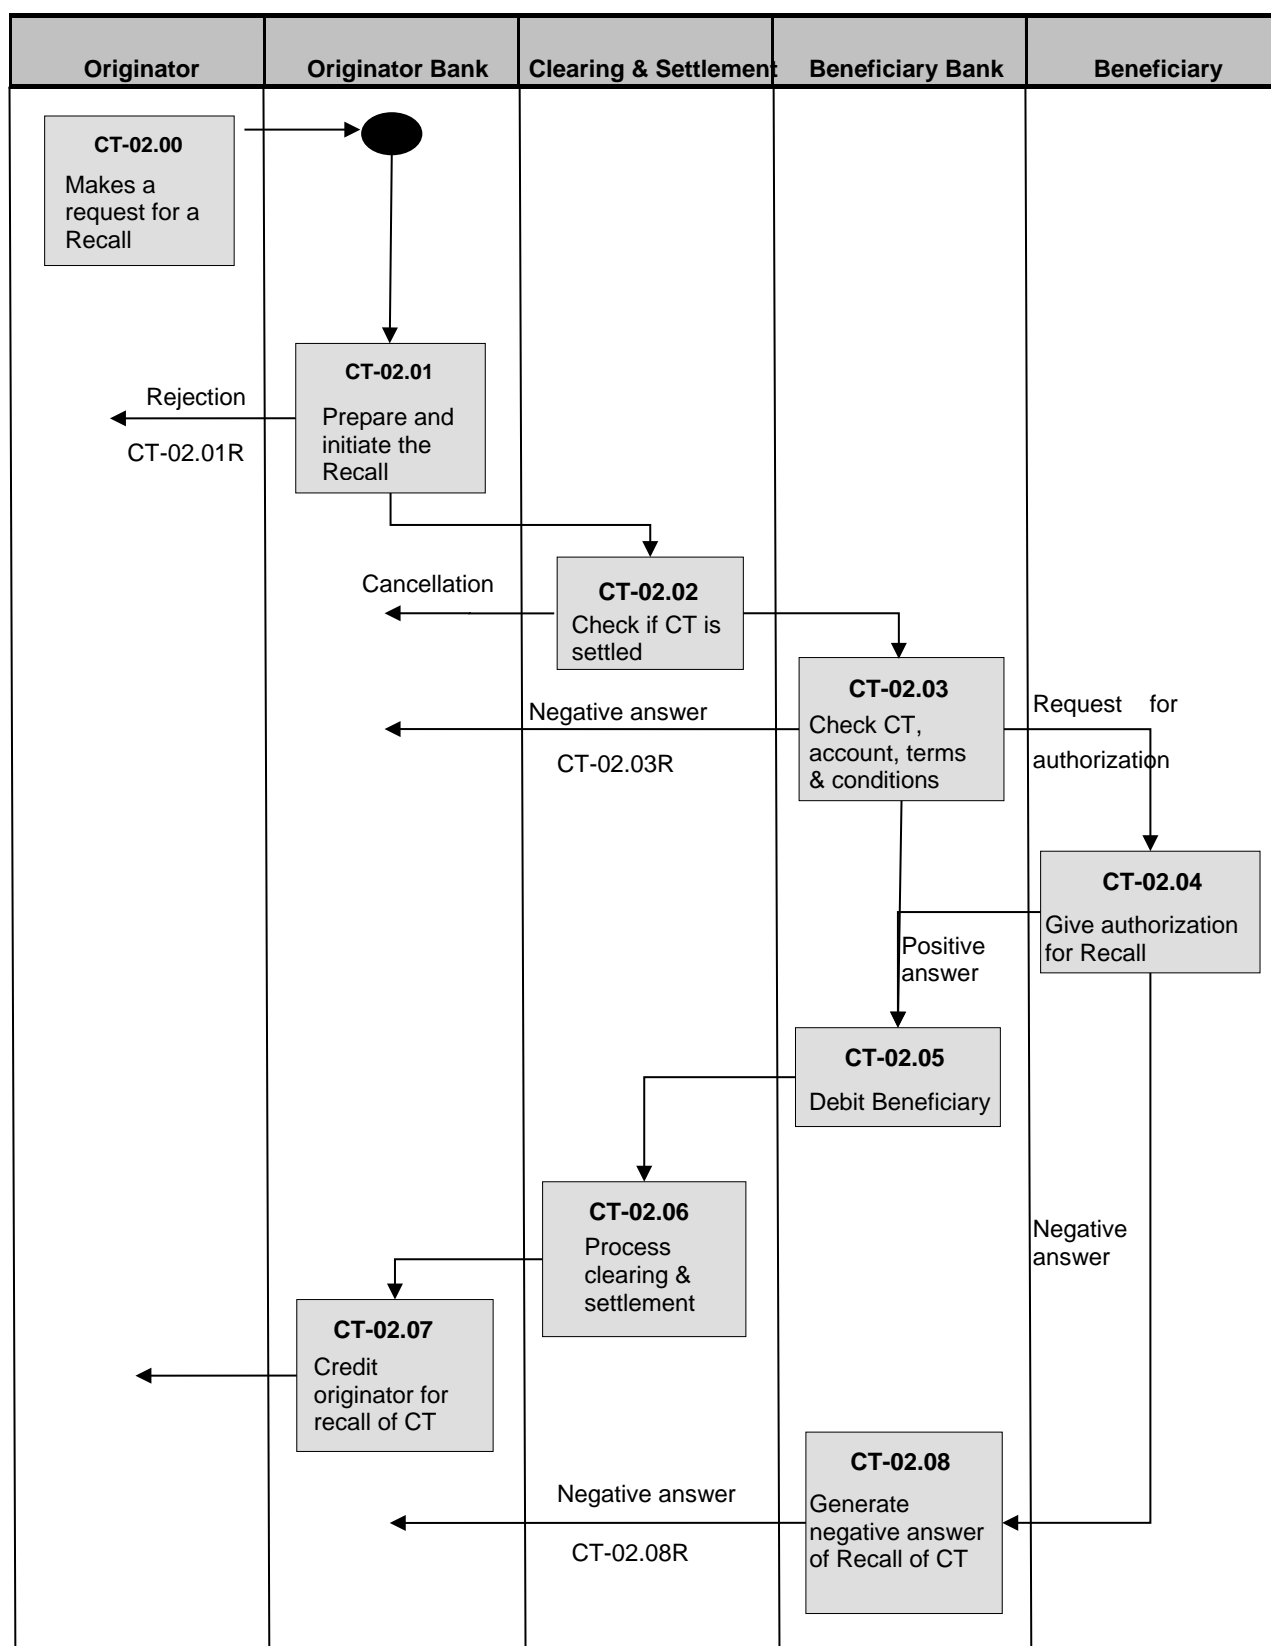 Originator
Originator Bank
Clearing & Settlement
Beneficiary Bank
Beneficiary
CT-02.00
Makes a
request for a
Recall
CT-02.01
Prepare and
initiate the
Recall
Rejection
CT-02.01R
Cancellation
CT-02.02
Check if CT is
settled
CT-02.03
Check CT,
account, terms
& conditions
Negative answer
CT-02.03R
Request for
authorization
CT-02.04
Give authorization
for Recall
Positive
answer
CT-02.05
Debit Beneficiary
CT-02.06
Process
clearing &
settlement
Negative
answer
CT-02.07
Credit
originator for
recall of CT
CT-02.08
Generate
negative answer
of Recall of CT
Negative answer
CT-02.08R